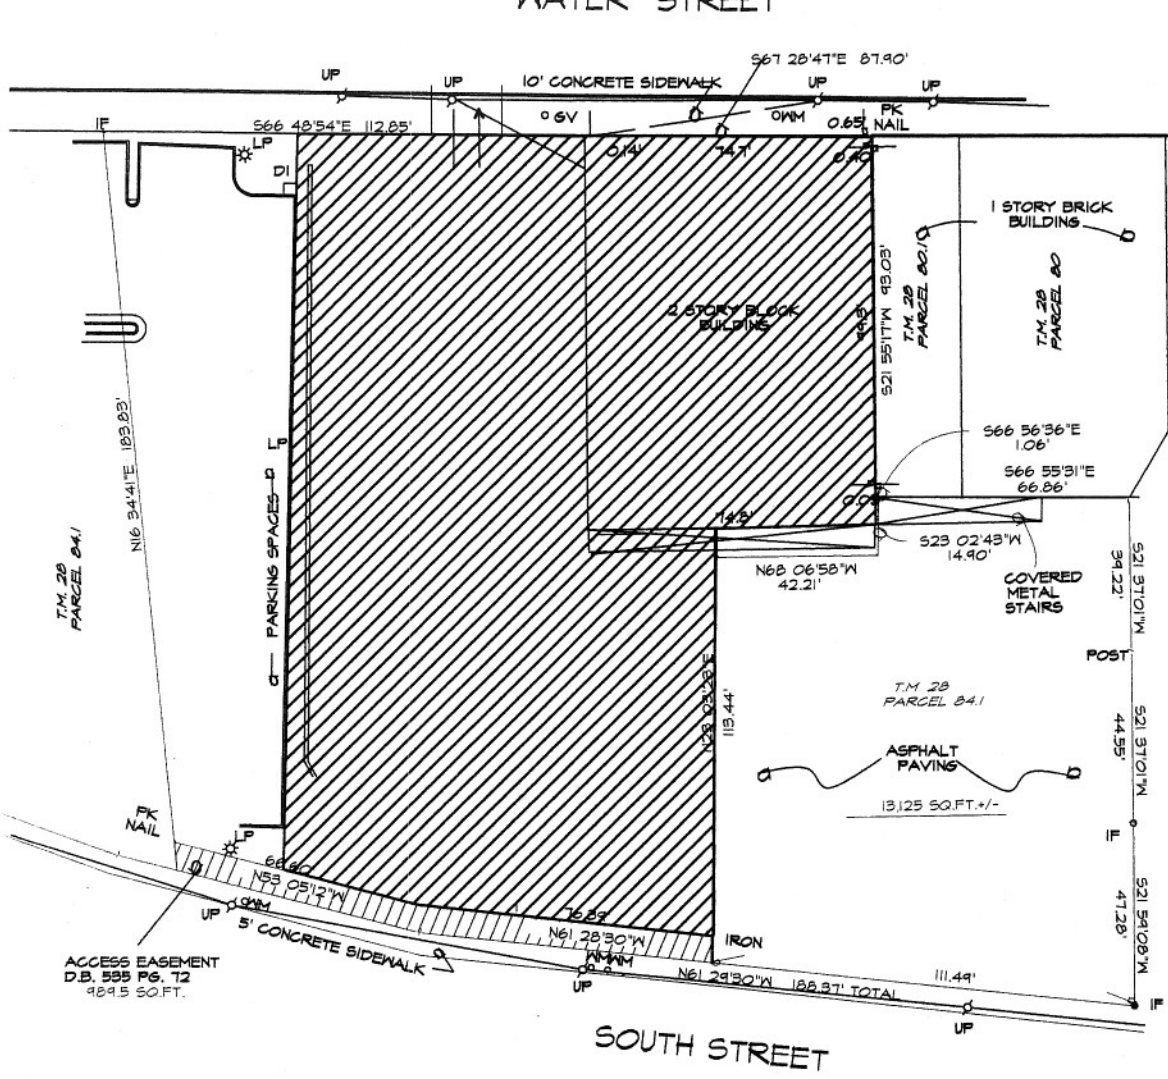 WATER STREET
S67 28'47"E 87.90'
UP
UP
10' CONCRETE SIDEWALK
UP
UP
IF
S66 48'54"E 112.85'
GV
WM
0.65'
PK
NAIL
LP
DI
0.14'
74.7'
0.40'
1 STORY BRICK
BUILDING
T.M. 28
PARCEL 80.1
T.M. 28
PARCEL 80
2 STORY BLOCK
BUILDING
S21 55'17"W 93.03'
N16 34'41"E 183.83'
LP
PARKING SPACES
S66 56'36"E
1.06'
S66 55'31"E
66.86'
74.8'
S23 02'43"W
14.90'
N68 06'58"W
42.21'
COVERED
METAL
STAIRS
T.M. 28
PARCEL 84.1
S21 37'01"W
39.22'
POST
N23 03'23"E
113.44'
T.M. 28
PARCEL 84.1
S21 37'01"W
44.55'
ASPHALT
PAVING
13,125 SQ.FT.+/-
IF
PK
NAIL
LP
66.60'
N53 05'12"W
S21 59'08"W
47.28'
UP
WM
5' CONCRETE SIDEWALK
76.39'
N61 28'30"W
IRON
ACCESS EASEMENT
D.B. 535 PG. 72
989.5 SQ.FT.
WM WM
UP
N61 29'30"W 188.37' TOTAL
111.49'
IF
UP
SOUTH STREET